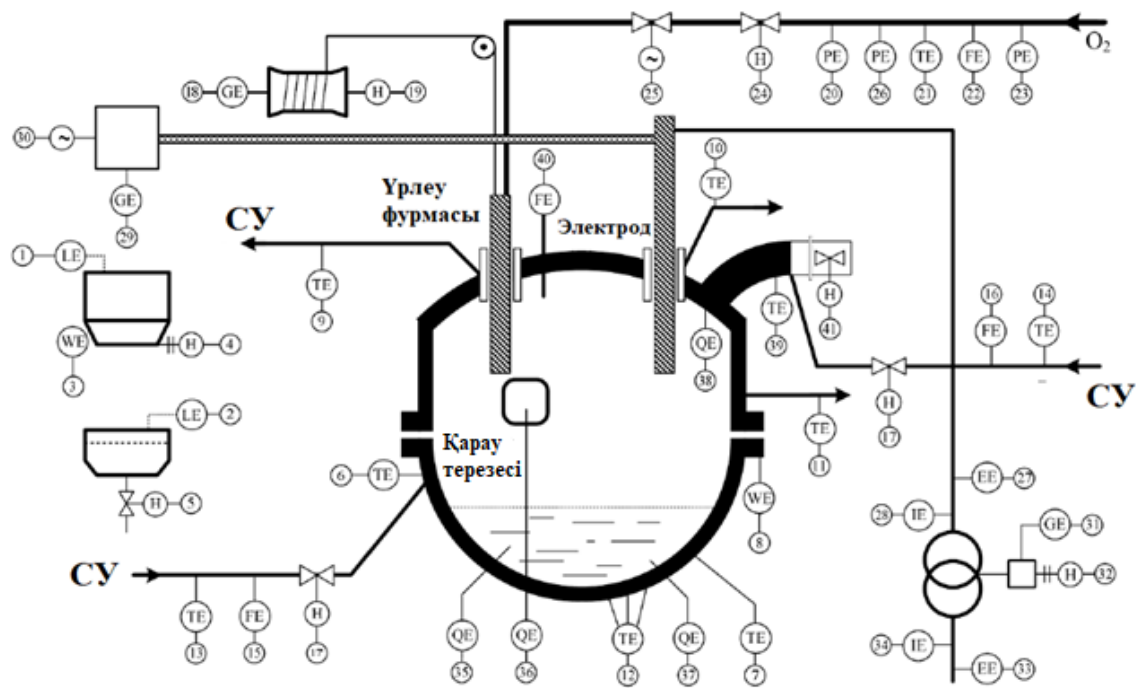 O₂
H
25
24
PE
20
PE
26
TE
21
FE
22
PE
23
18
GE
H
19
30
GE
29
Үрлеу
фурмасы
40
FE
Электрод
10
TE
СУ
TE
9
1
LE
WE
3
H
4
LE
2
H
5
QE
38
TE
39
H
41
16
FE
14
TE
H
17
СУ
TE
11
Қарау
терезесі
6
TE
WE
8
EE
27
28
IE
GE
31
H
32
34
IE
EE
33
СУ
TE
13
FE
15
H
17
QE
35
QE
36
TE
12
QE
37
TE
7